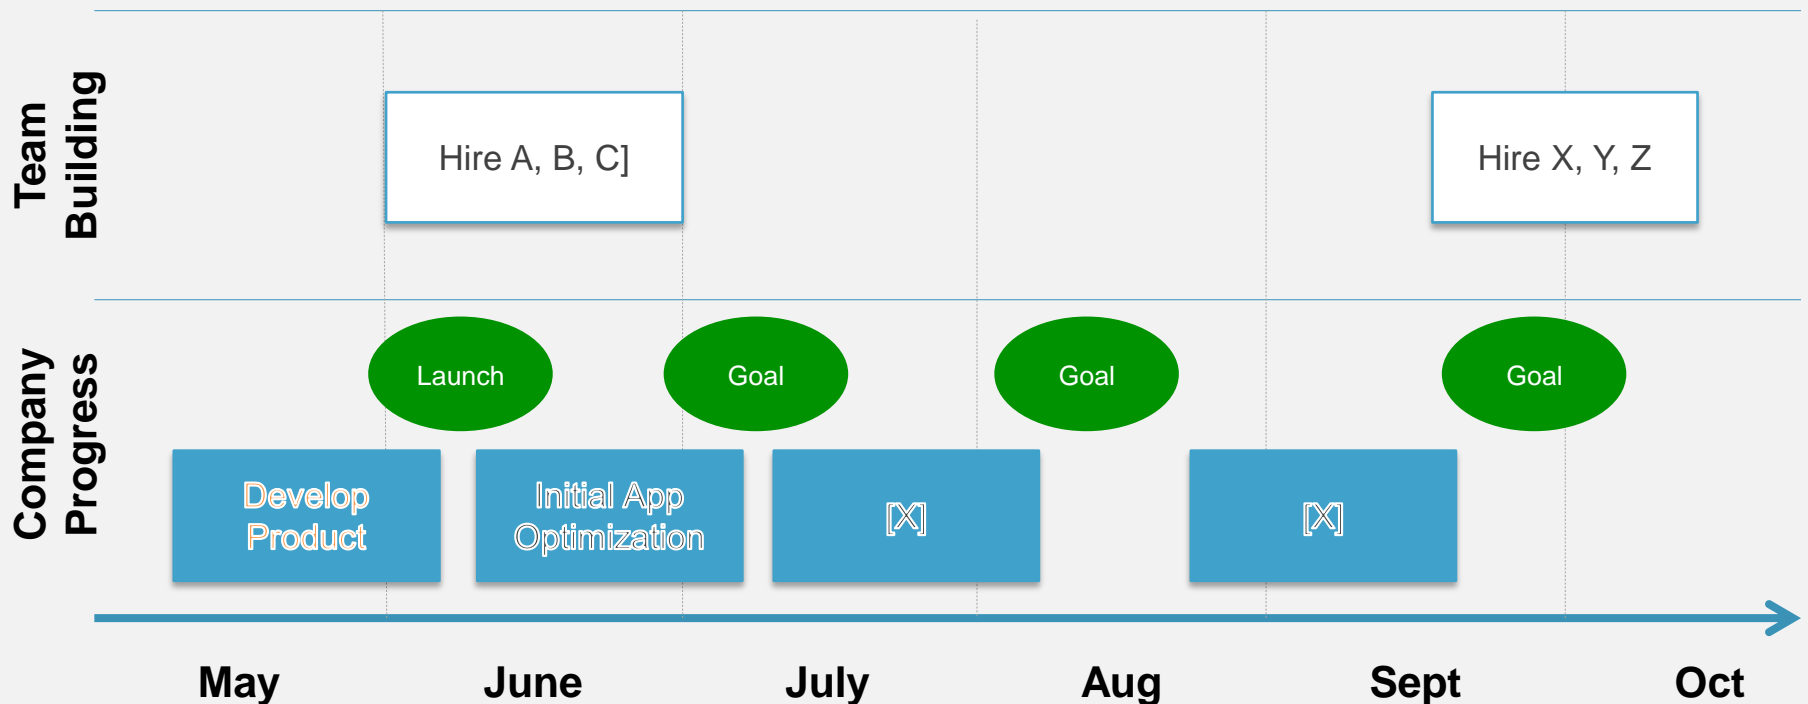 Team
Building
Hire A, B, C]
Hire X, Y, Z
Company
Progress
Launch
Goal
Goal
Goal
Develop
Product
Initial App
Optimization
[X]
[X]
May
June
July
Aug
Sept
Oct